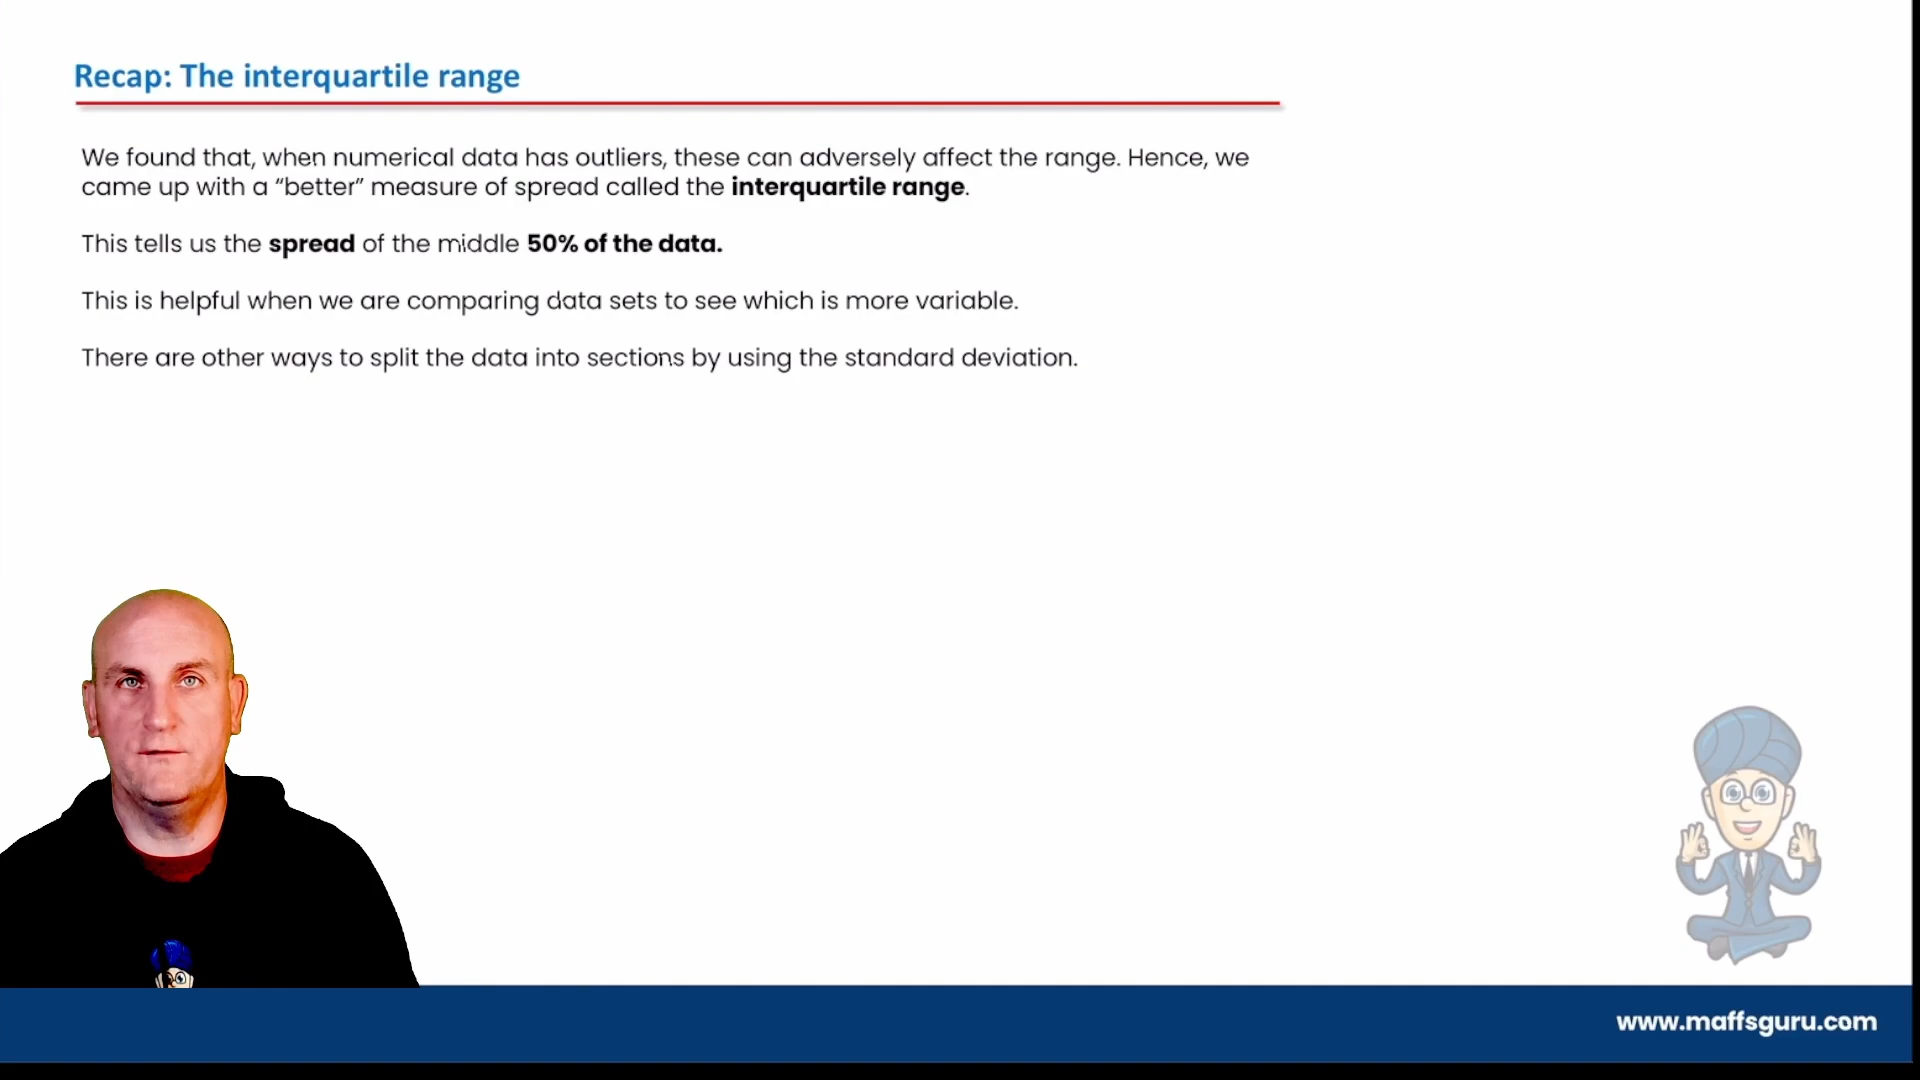 Recap: The interquartile range
We found that, when numerical data has outliers, these can adversely affect the range. Hence, we
came up with a “better” measure of spread called the interquartile range.
This tells us the spread of the middle 50% of the data.
This is helpful when we are comparing data sets to see which is more variable.
There are other ways to split the data into sections by using the standard deviation.
www.maffsguru.com